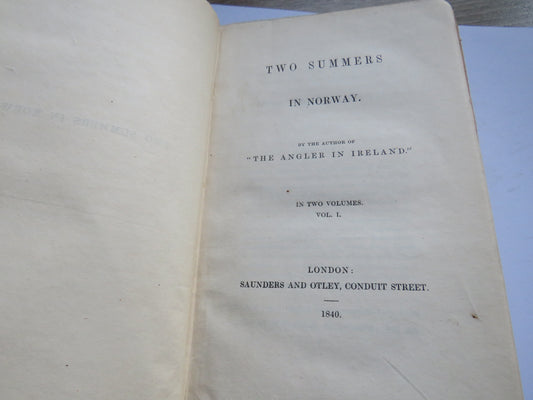 TWO SUMMERS
IN NORWAY.
BY THE AUTHOR OF
"THE ANGLER IN IRELAND."
IN TWO VOLUMES.
VOL. I.
LONDON:
SAUNDERS AND OTLEY, CONDUIT STREET.
1840.